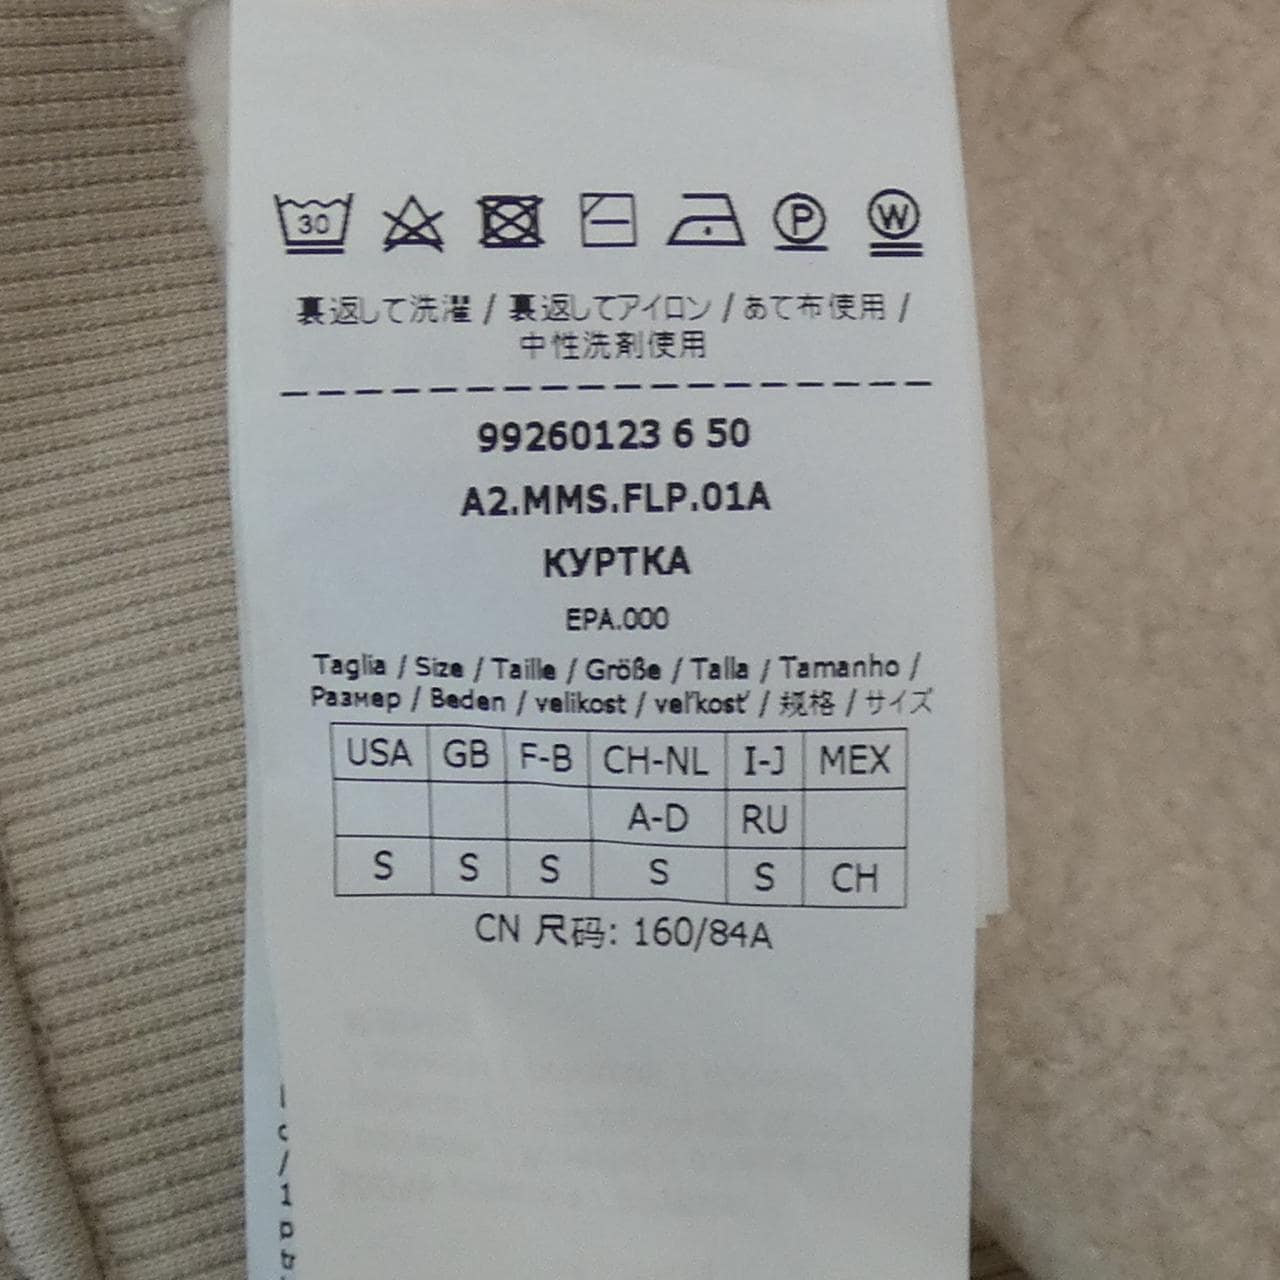 30 P W
裏返して洗濯 / 裏返してアイロン / あて布使用 /
中性洗剤使用
99260123 6 50
A2.MMS.FLP.01A
КУРТКА
EPA.000
Taglia / Size / Taille / Größe / Talla / Tamanho /
Размер / Beden / velikost / veľkosť / 规格 / サイズ
USA GB F-B CH-NL I-J MEX
A-D RU
S S S S S CH
CN 尺码: 160/84A